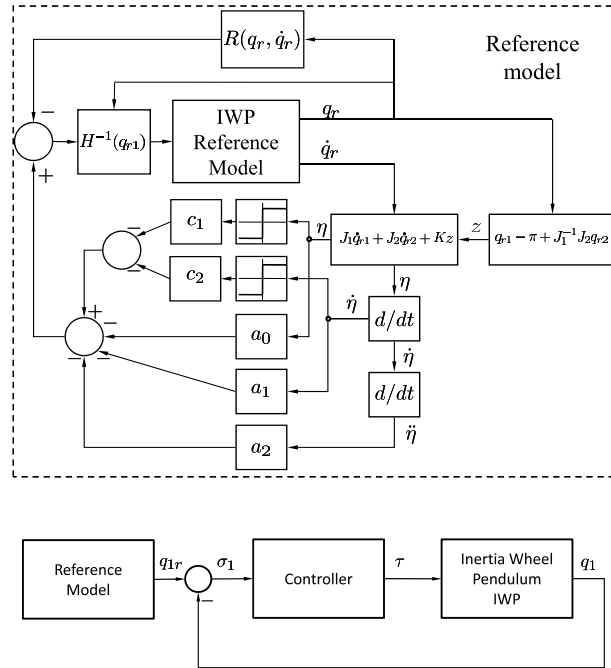 R(q_r, q̇_r)
Reference
model
−
+
H⁻¹(q_{r1})
IWP
Reference
Model
q_r
q̇_r
c_1
c_2
−
−
η
J_1q̇_{r1} + J_2q̇_{r2} + Kz
z
q_{r1} − π + J_1⁻¹J_2q_{r2}
η
η̇
d/dt
+
−
−
−
a_0
η̇
a_1
d/dt
η̈
a_2
Reference
Model
q_{1r}
−
σ_1
Controller
τ
Inertia Wheel
Pendulum
IWP
q_1